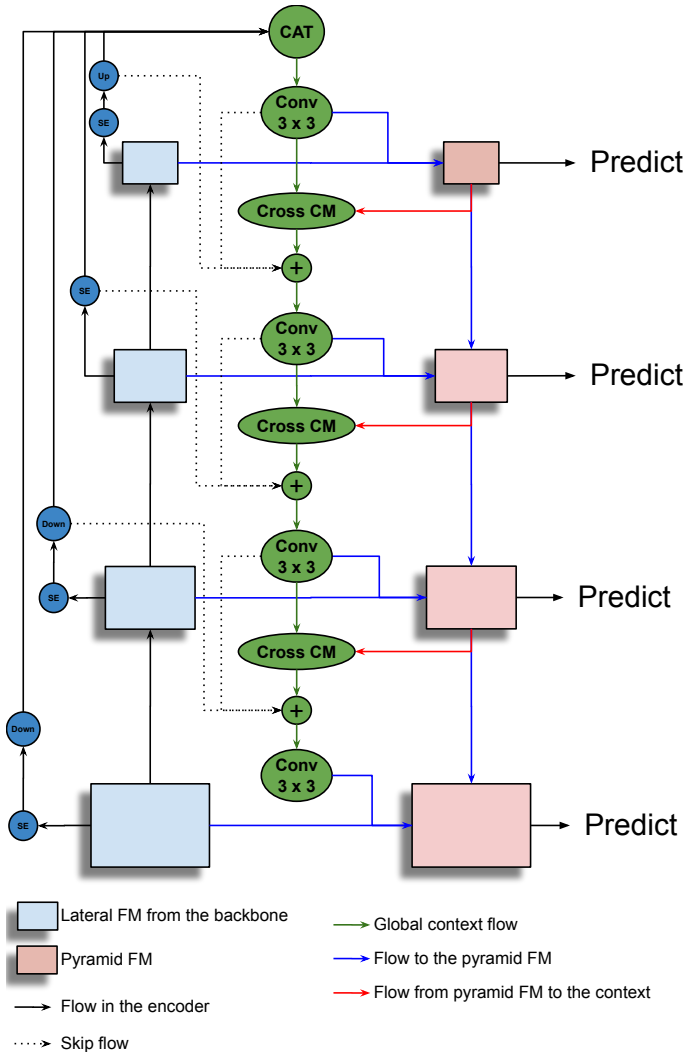 CAT
Up
Conv
3 x 3
SE
Predict
Cross CM
+
SE
Conv
3 x 3
Predict
Cross CM
+
Down
Conv
3 x 3
SE
Predict
Cross CM
+
Down
Conv
3 x 3
SE
Predict
Lateral FM from the backbone
Pyramid FM
Flow in the encoder
Skip flow
Global context flow
Flow to the pyramid FM
Flow from pyramid FM to the context